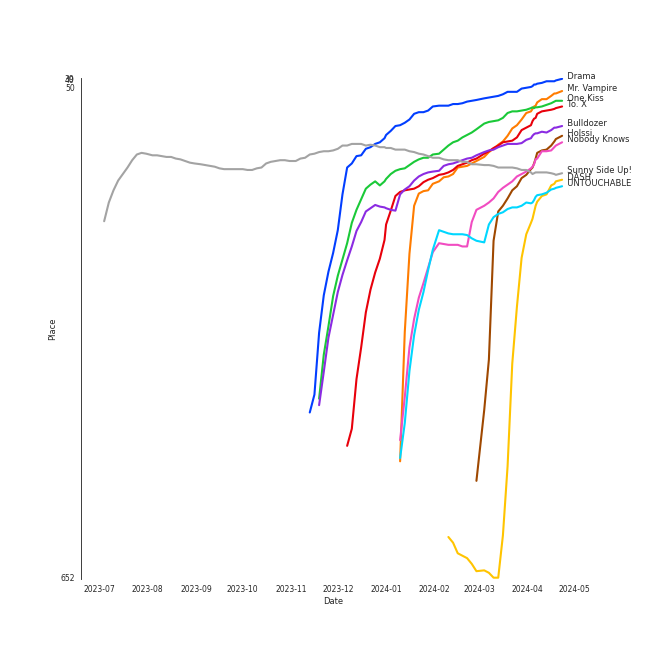 Drama
50
Mr. Vampire
One Kiss
To. X
Bulldozer
Holssi
Nobody Knows
Sunny Side Up!
DASH
UNTOUCHABLE
Place
652
2023-07 2023-08 2023-09 2023-10 2023-11 2023-12 2024-01 2024-02 2024-03 2024-04 2024-05
Date